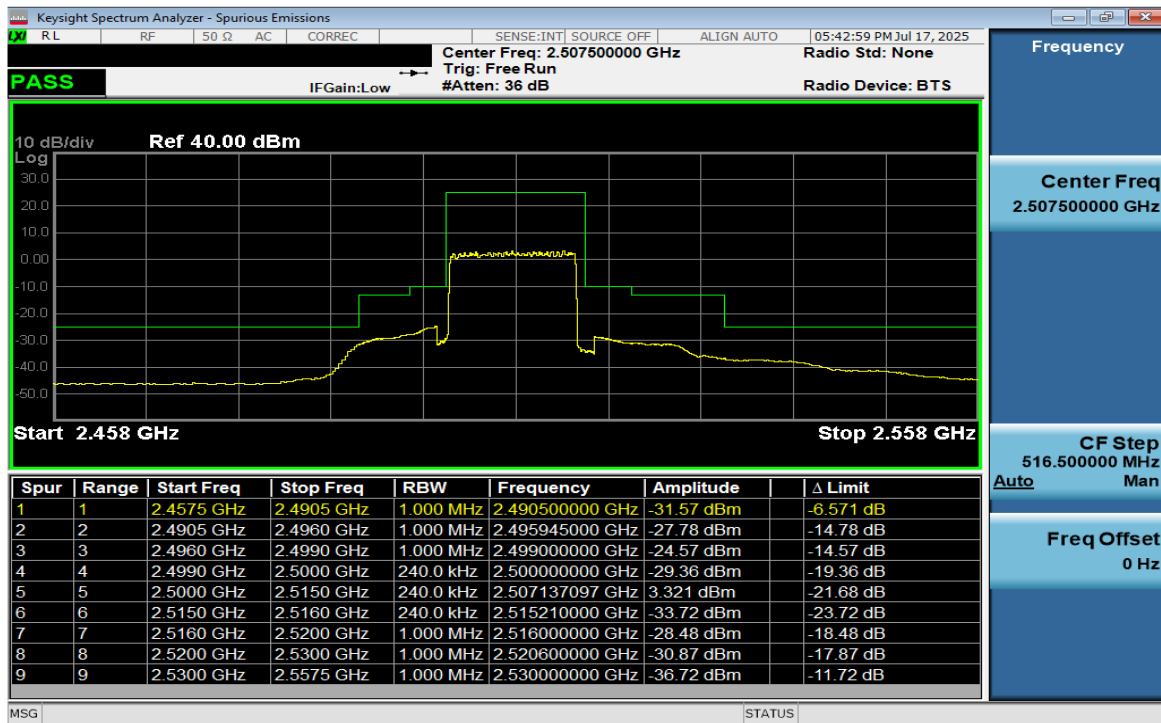 Keysight Spectrum Analyzer - Spurious Emissions
LXI RL RF 50 Ω AC CORREC SENSE:INT SOURCE OFF ALIGN AUTO 05:42:59 PM Jul 17, 2025
Center Freq: 2.507500000 GHz Radio Std: None
Trig: Free Run
PASS IFGain:Low #Atten: 36 dB Radio Device: BTS
Frequency
Center Freq
2.507500000 GHz
CF Step
516.500000 MHz
Auto Man
Freq Offset
0 Hz
10 dB/div Ref 40.00 dBm
Log
30.0
20.0
10.0
0.00
-10.0
-20.0
-30.0
-40.0
-50.0
Start 2.458 GHz Stop 2.558 GHz
Spur Range Start Freq Stop Freq RBW Frequency Amplitude Δ Limit
1 1 2.4575 GHz 2.4905 GHz 1.000 MHz 2.490500000 GHz -31.57 dBm -6.571 dB
2 2 2.4905 GHz 2.4960 GHz 1.000 MHz 2.495945000 GHz -27.78 dBm -14.78 dB
3 3 2.4960 GHz 2.4990 GHz 1.000 MHz 2.499000000 GHz -24.57 dBm -14.57 dB
4 4 2.4990 GHz 2.5000 GHz 240.0 kHz 2.500000000 GHz -29.36 dBm -19.36 dB
5 5 2.5000 GHz 2.5150 GHz 240.0 kHz 2.507137097 GHz 3.321 dBm -21.68 dB
6 6 2.5150 GHz 2.5160 GHz 240.0 kHz 2.515210000 GHz -33.72 dBm -23.72 dB
7 7 2.5160 GHz 2.5200 GHz 1.000 MHz 2.516000000 GHz -28.48 dBm -18.48 dB
8 8 2.5200 GHz 2.5300 GHz 1.000 MHz 2.520600000 GHz -30.87 dBm -17.87 dB
9 9 2.5300 GHz 2.5575 GHz 1.000 MHz 2.530000000 GHz -36.72 dBm -11.72 dB
MSG STATUS